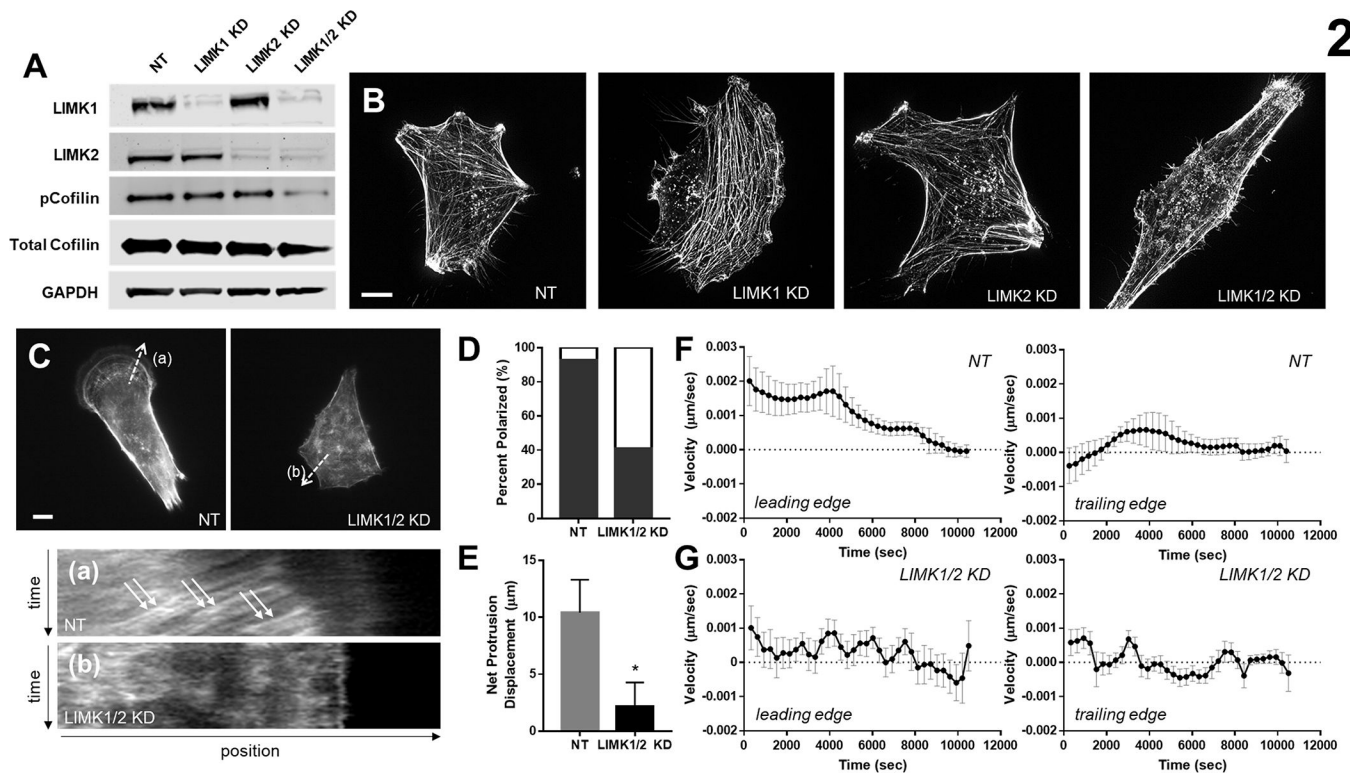 2
A
NT
LIMK1 KD
LIMK2 KD
LIMK1/2 KD
LIMK1
LIMK2
pCofilin
Total Cofilin
GAPDH
B
NT
LIMK1 KD
LIMK2 KD
LIMK1/2 KD
C
(a)
NT
(b)
LIMK1/2 KD
time
(a)
NT
time
(b)
LIMK1/2 KD
position
D
Percent Polarized (%)
100
80
60
40
20
0
NT
LIMK1/2 KD
E
Net Protrusion
Displacement (μm)
15
10
5
0
*
NT
LIMK1/2 KD
F
Velocity (μm/sec)
0.003
0.002
0.001
0.000
-0.001
-0.002
NT
leading edge
0 2000 4000 6000 8000 10000 12000
Time (sec)
Velocity (μm/sec)
0.003
0.002
0.001
0.000
-0.001
-0.002
NT
trailing edge
0 2000 4000 6000 8000 10000 12000
Time (sec)
G
Velocity (μm/sec)
0.003
0.002
0.001
0.000
-0.001
-0.002
LIMK1/2 KD
leading edge
0 2000 4000 6000 8000 10000 12000
Time (sec)
Velocity (μm/sec)
0.003
0.002
0.001
0.000
-0.001
-0.002
LIMK1/2 KD
trailing edge
0 2000 4000 6000 8000 10000 12000
Time (sec)